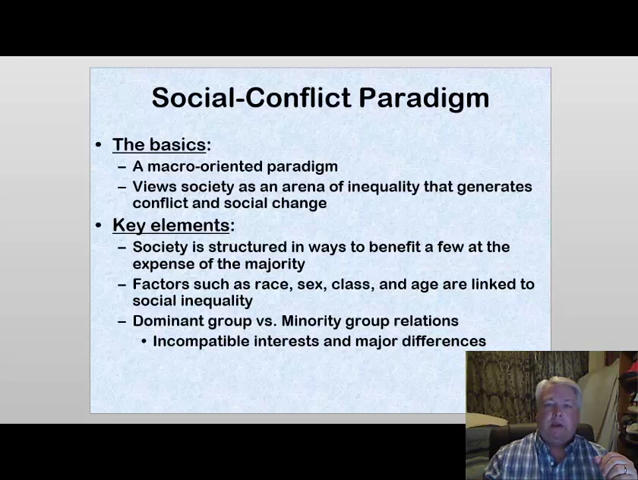 Social-Conflict Paradigm
• The basics:
– A macro-oriented paradigm
– Views society as an arena of inequality that generates
conflict and social change
• Key elements:
– Society is structured in ways to benefit a few at the
expense of the majority
– Factors such as race, sex, class, and age are linked to
social inequality
– Dominant group vs. Minority group relations
• Incompatible interests and major differences